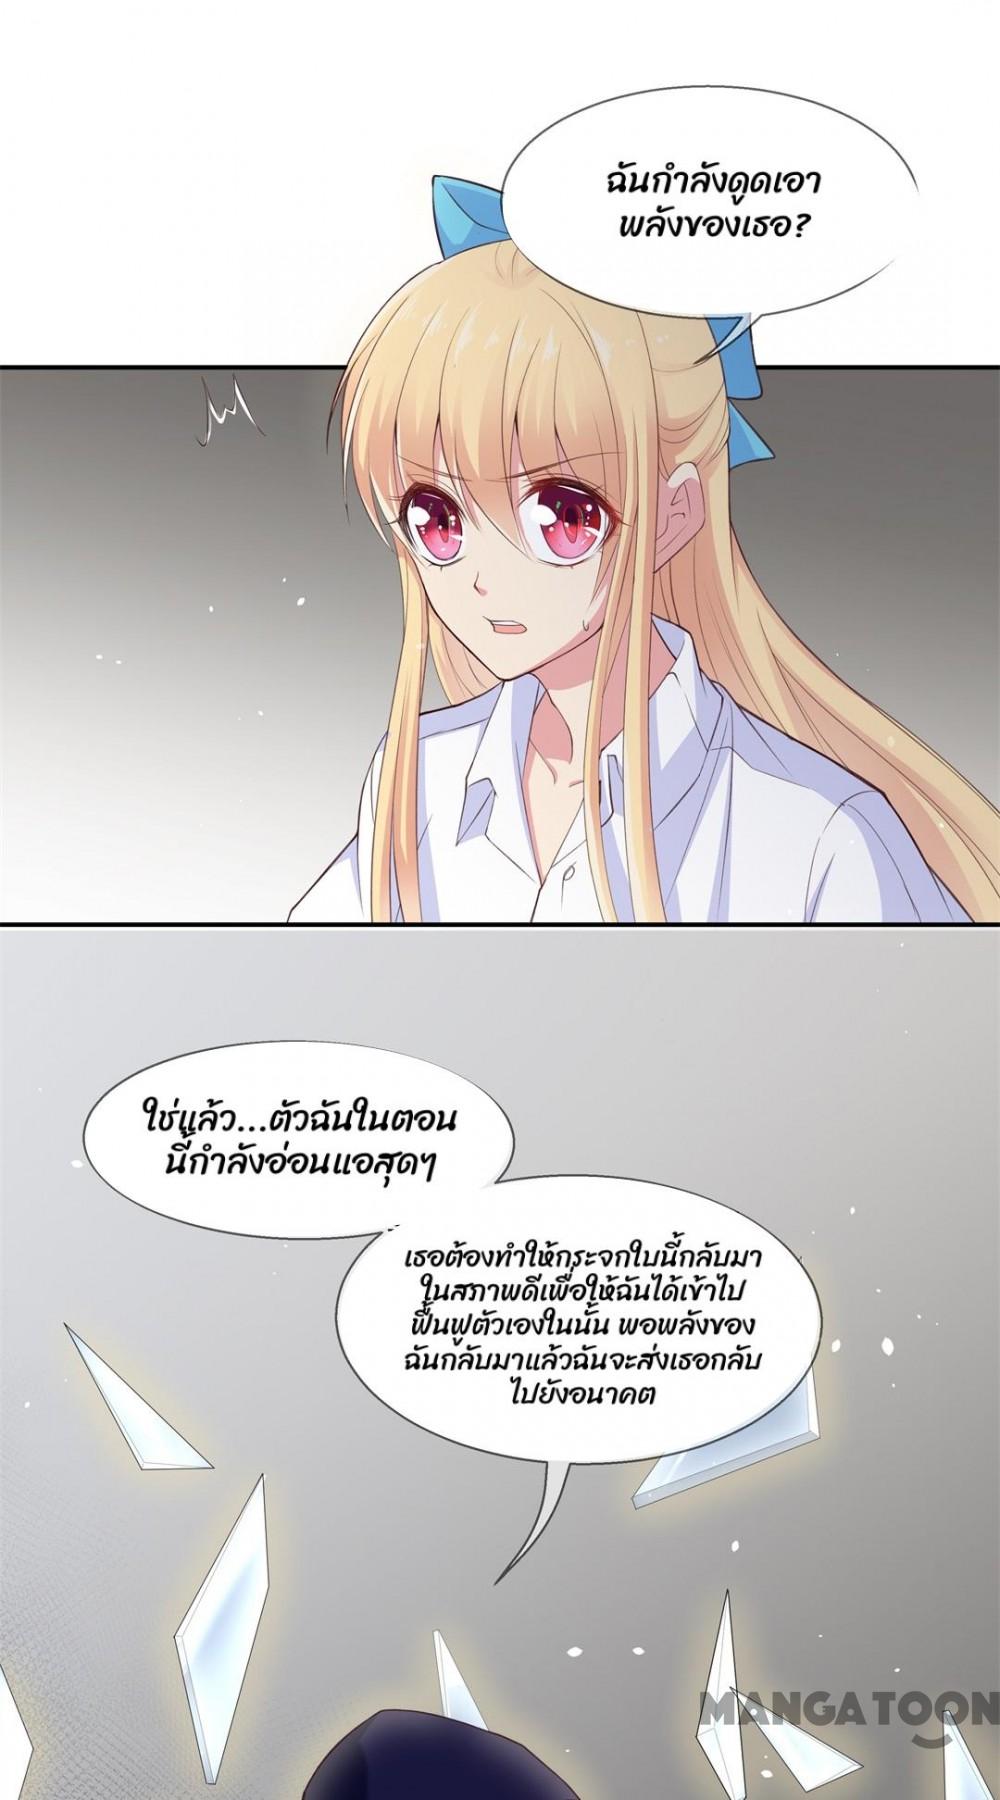 ฉันกำลังดูดเอา
พลังของเธอ?
ใช่แล้ว...ตัวฉันในตอน
นี้กำลังอ่อนแอสุดๆ
เธอต้องทำให้กระจกใบนี้กลับมา
ในสภาพดีเพื่อให้ฉันได้เข้าไป
ฟื้นฟูตัวเองในนั้น พอพลังของ
ฉันกลับมาแล้วฉันจะส่งเธอกลับ
ไปยังอนาคต
MANGATOON